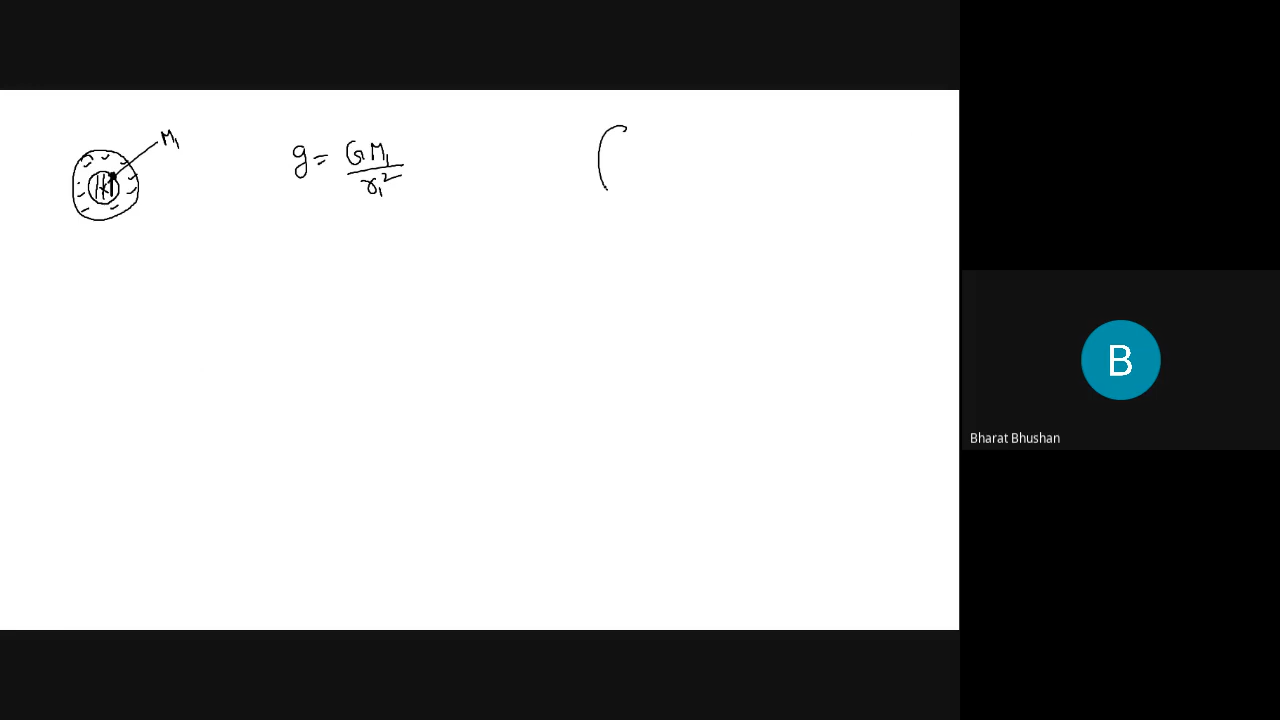 M₁
g = GM₁/r₁²
B
Bharat Bhushan